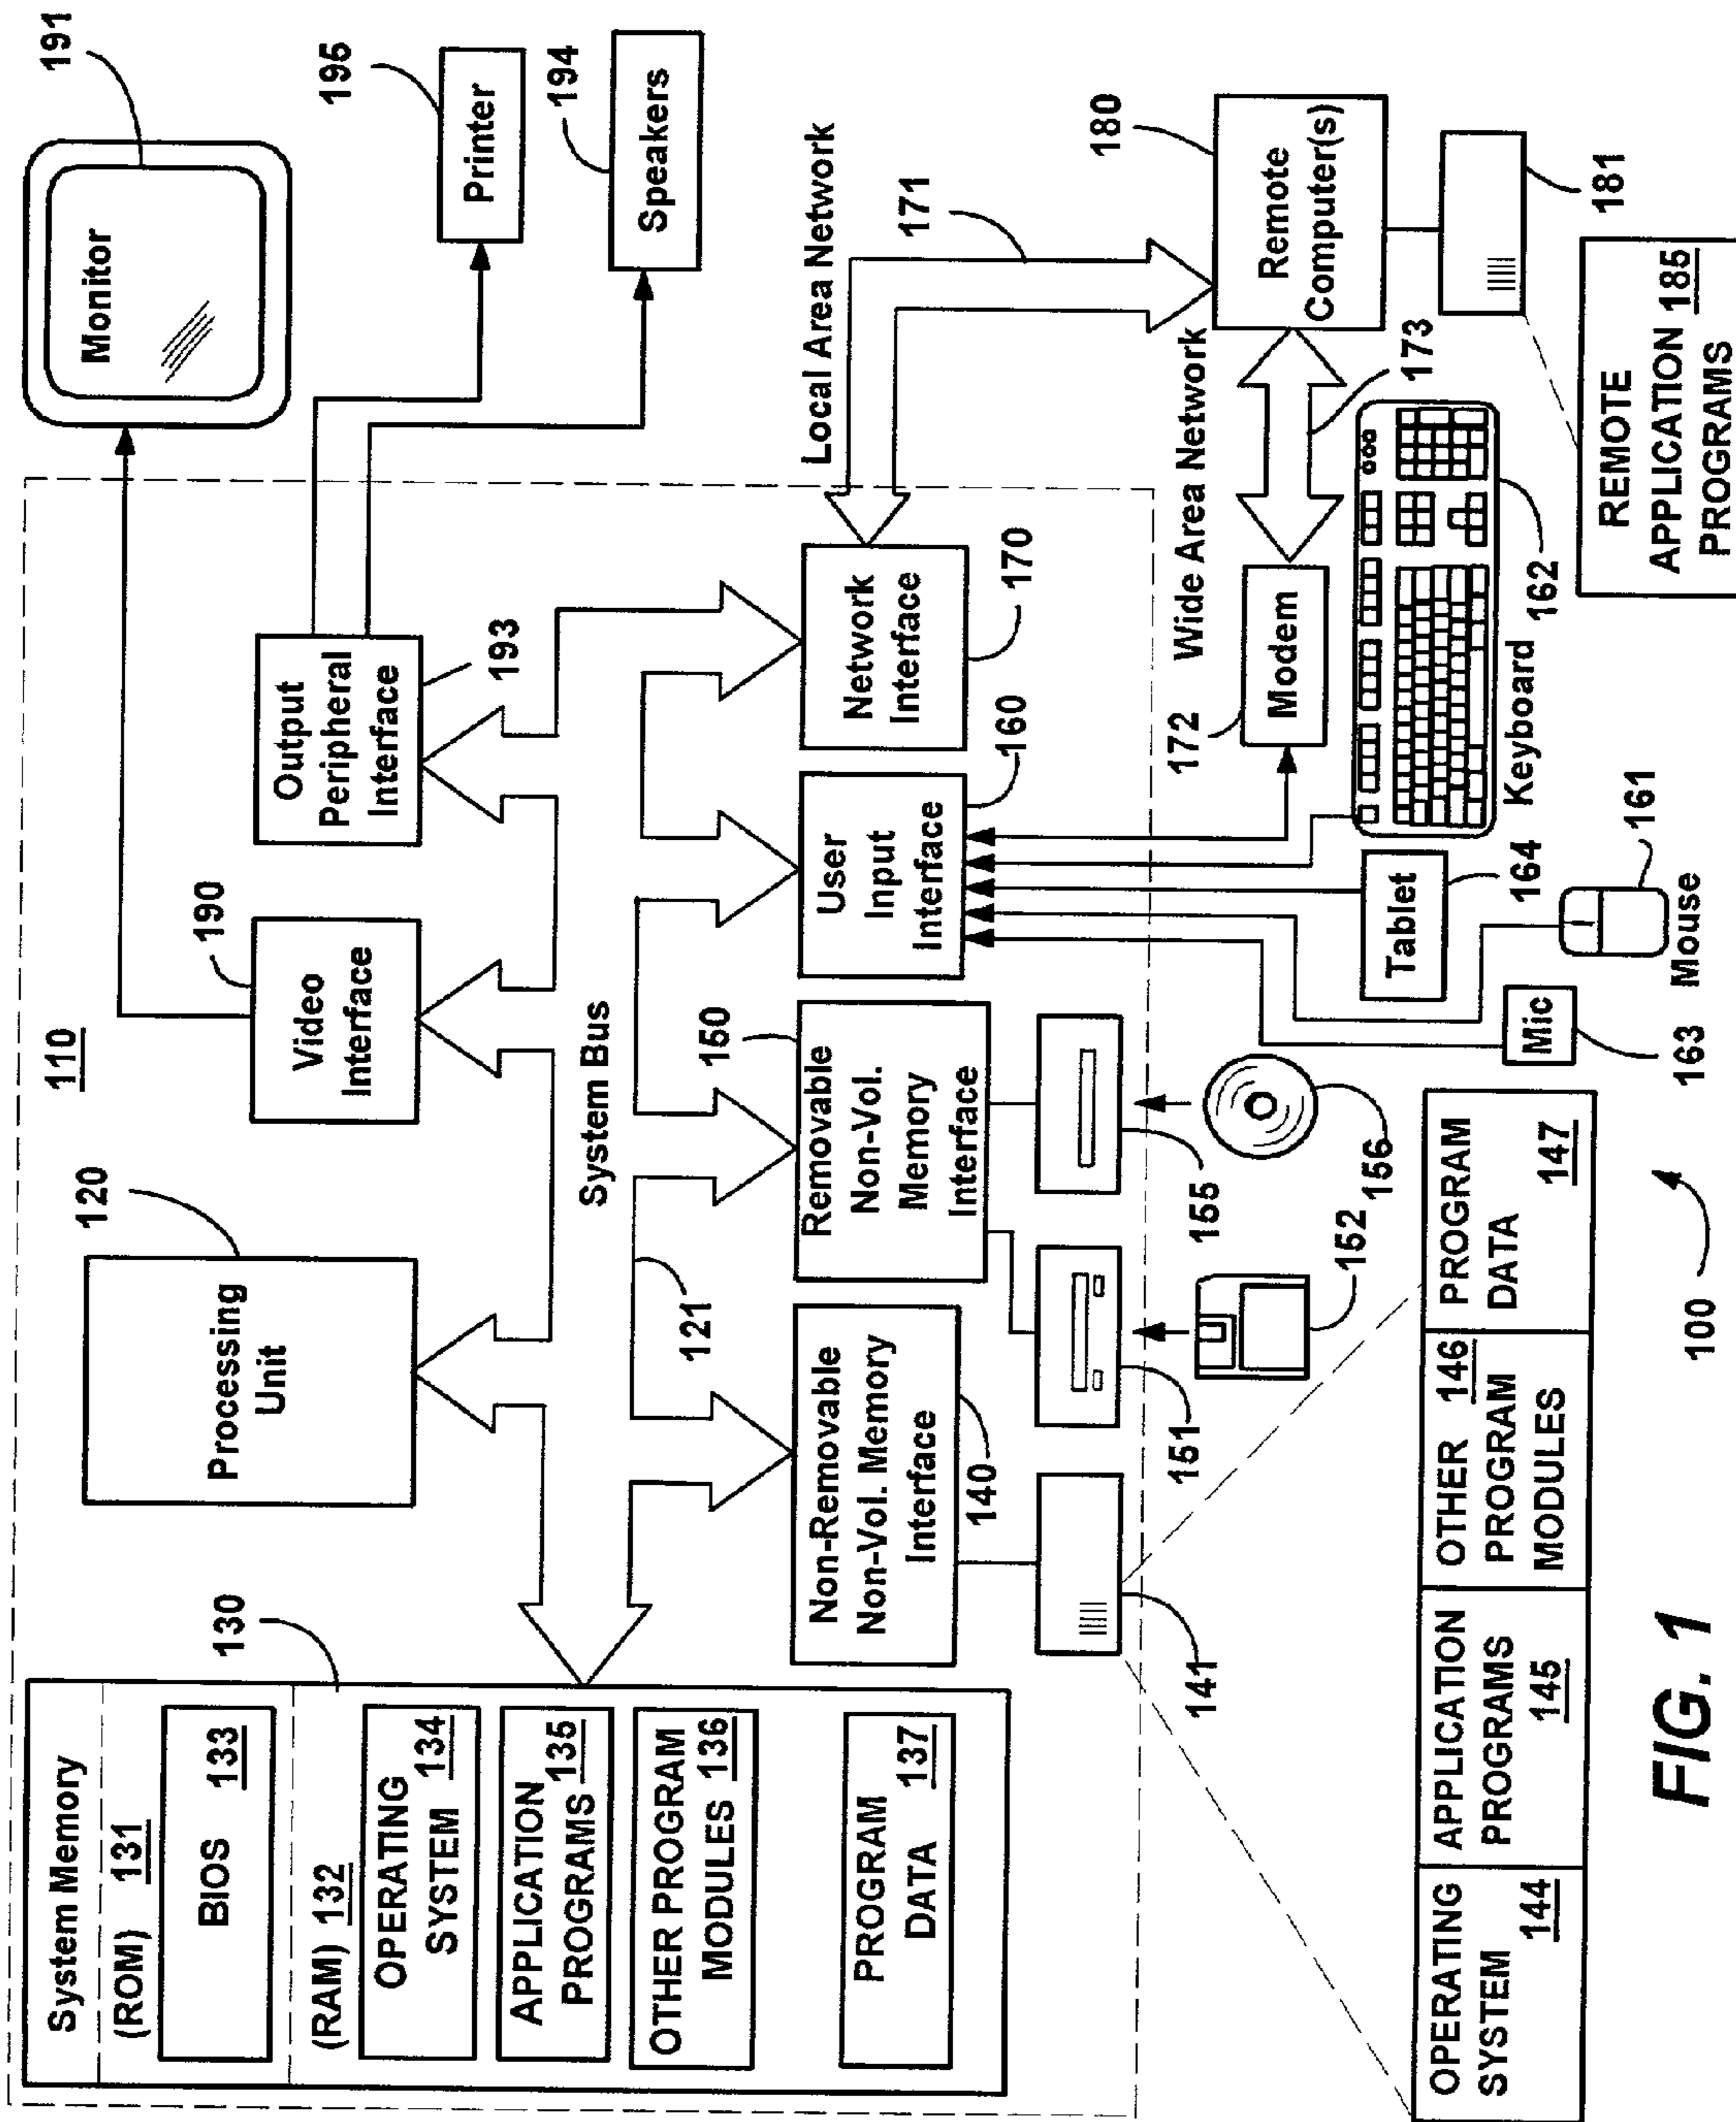 System Memory
(ROM) 131
BIOS 133
(RAM) 132
OPERATING
SYSTEM 134
APPLICATION
PROGRAMS 135
OTHER PROGRAM
MODULES 136
PROGRAM
DATA 137
130
110
120
Processing
Unit
190
Video
Interface
Output
Peripheral
Interface
193
Monitor
191
195
Printer
194
Speakers
System Bus
121
Non-Removable
Non-Vol. Memory
Interface
140
150
Removable
Non-Vol.
Memory
Interface
User
Input
Interface
160
Network
Interface
170
Local Area Network
171
141
151
152
155
156
172
Modem
Wide Area Network
173
180
Remote
Computer(s)
181
REMOTE
APPLICATION 185
PROGRAMS
Keyboard
162
Tablet
164
161
Mouse
Mic
163
OPERATING
SYSTEM
144
APPLICATION
PROGRAMS
145
OTHER 146
PROGRAM
MODULES
PROGRAM
DATA
147
100
FIG. 1